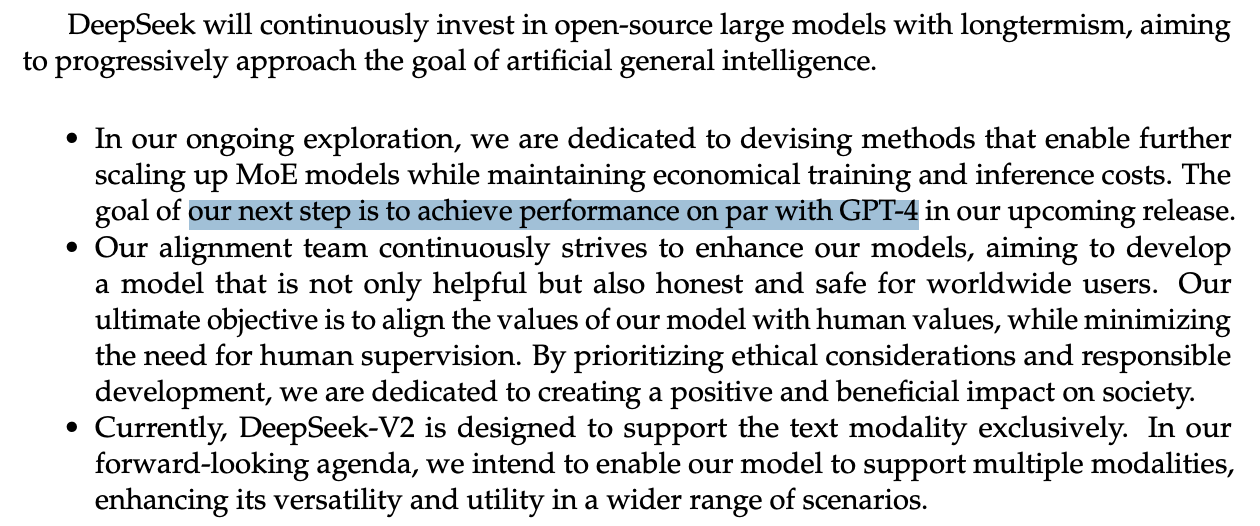 DeepSeek will continuously invest in open-source large models with longtermism, aiming
to progressively approach the goal of artificial general intelligence.
• In our ongoing exploration, we are dedicated to devising methods that enable further
scaling up MoE models while maintaining economical training and inference costs. The
goal of our next step is to achieve performance on par with GPT-4 in our upcoming release.
• Our alignment team continuously strives to enhance our models, aiming to develop
a model that is not only helpful but also honest and safe for worldwide users. Our
ultimate objective is to align the values of our model with human values, while minimizing
the need for human supervision. By prioritizing ethical considerations and responsible
development, we are dedicated to creating a positive and beneficial impact on society.
• Currently, DeepSeek-V2 is designed to support the text modality exclusively. In our
forward-looking agenda, we intend to enable our model to support multiple modalities,
enhancing its versatility and utility in a wider range of scenarios.